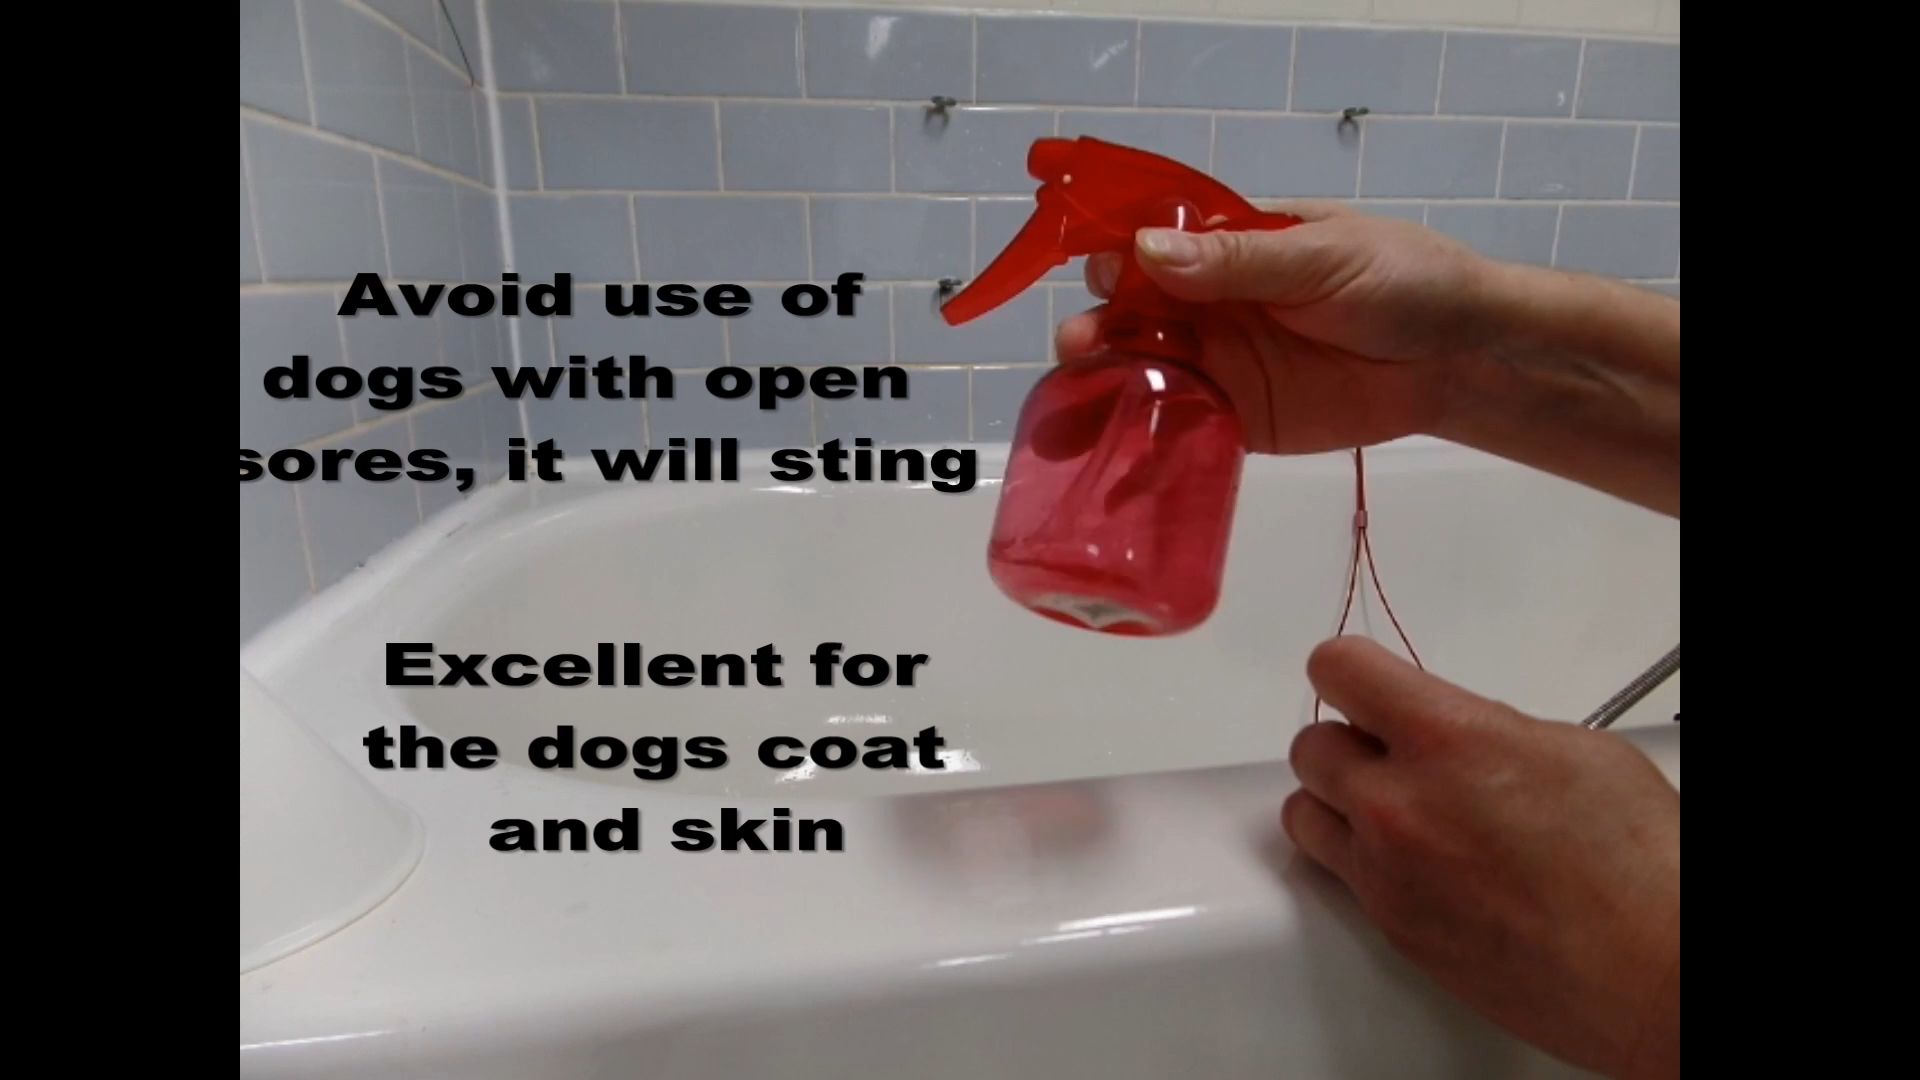 Avoid use of
dogs with open
sores, it will sting
Excellent for
the dogs coat
and skin